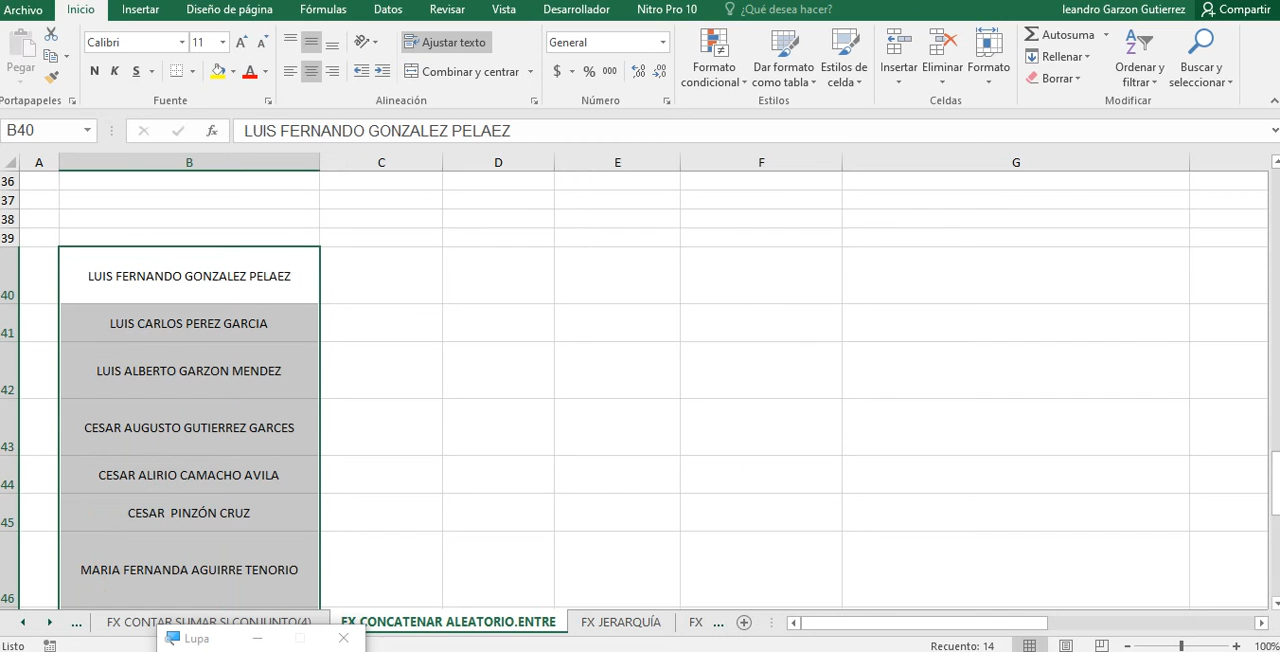 Archivo Inicio Insertar Diseño de página Fórmulas Datos Revisar Vista Desarrollador Nitro Pro 10 ¿Qué desea hacer? leandro Garzon Gutierrez Compartir
Pegar
Portapapeles
Calibri 11
N K S
Fuente
Ajustar texto
Combinar y centrar
Alineación
General
$ % 000
Número
Formato condicional
Dar formato como tabla
Estilos de celda
Estilos
Insertar Eliminar Formato
Celdas
Autosuma
Rellenar
Borrar
Ordenar y filtrar
Buscar y seleccionar
Modificar
B40 fx LUIS FERNANDO GONZALEZ PELAEZ
A B C D E F G
36
37
38
39
40 LUIS FERNANDO GONZALEZ PELAEZ
41 LUIS CARLOS PEREZ GARCIA
42 LUIS ALBERTO GARZON MENDEZ
43 CESAR AUGUSTO GUTIERREZ GARCES
44 CESAR ALIRIO CAMACHO AVILA
45 CESAR  PINZÓN CRUZ
46 MARIA FERNANDA AGUIRRE TENORIO
... FX CONTAR SUMAR SI CONJUNTO(4) FX CONCATENAR ALEATORIO.ENTRE FX JERARQUÍA FX ...
Lupa
Listo Recuento: 14 100%